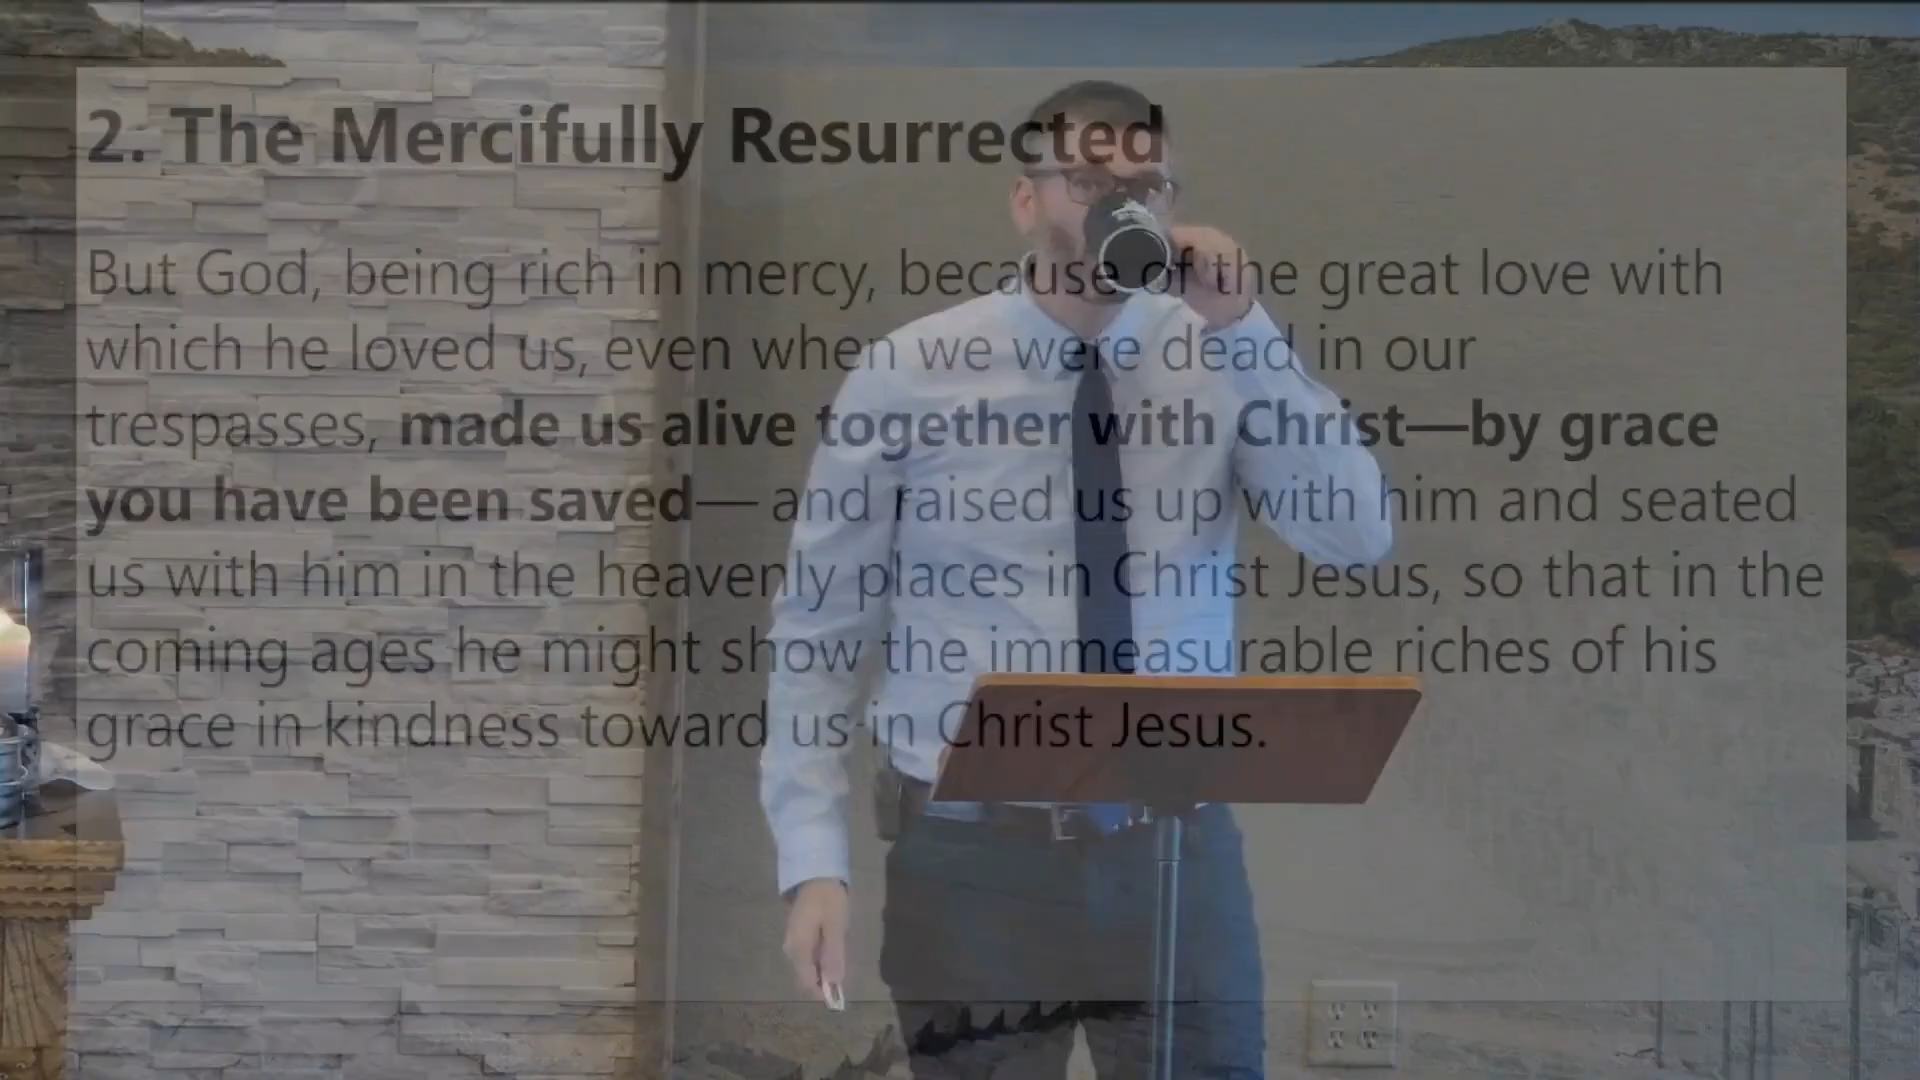 2. The Mercifully Resurrected
But God, being rich in mercy, because of the great love with
which he loved us, even when we were dead in our
trespasses, made us alive together with Christ—by grace
you have been saved— and raised us up with him and seated
us with him in the heavenly places in Christ Jesus, so that in the
coming ages he might show the immeasurable riches of his
grace in kindness toward us in Christ Jesus.